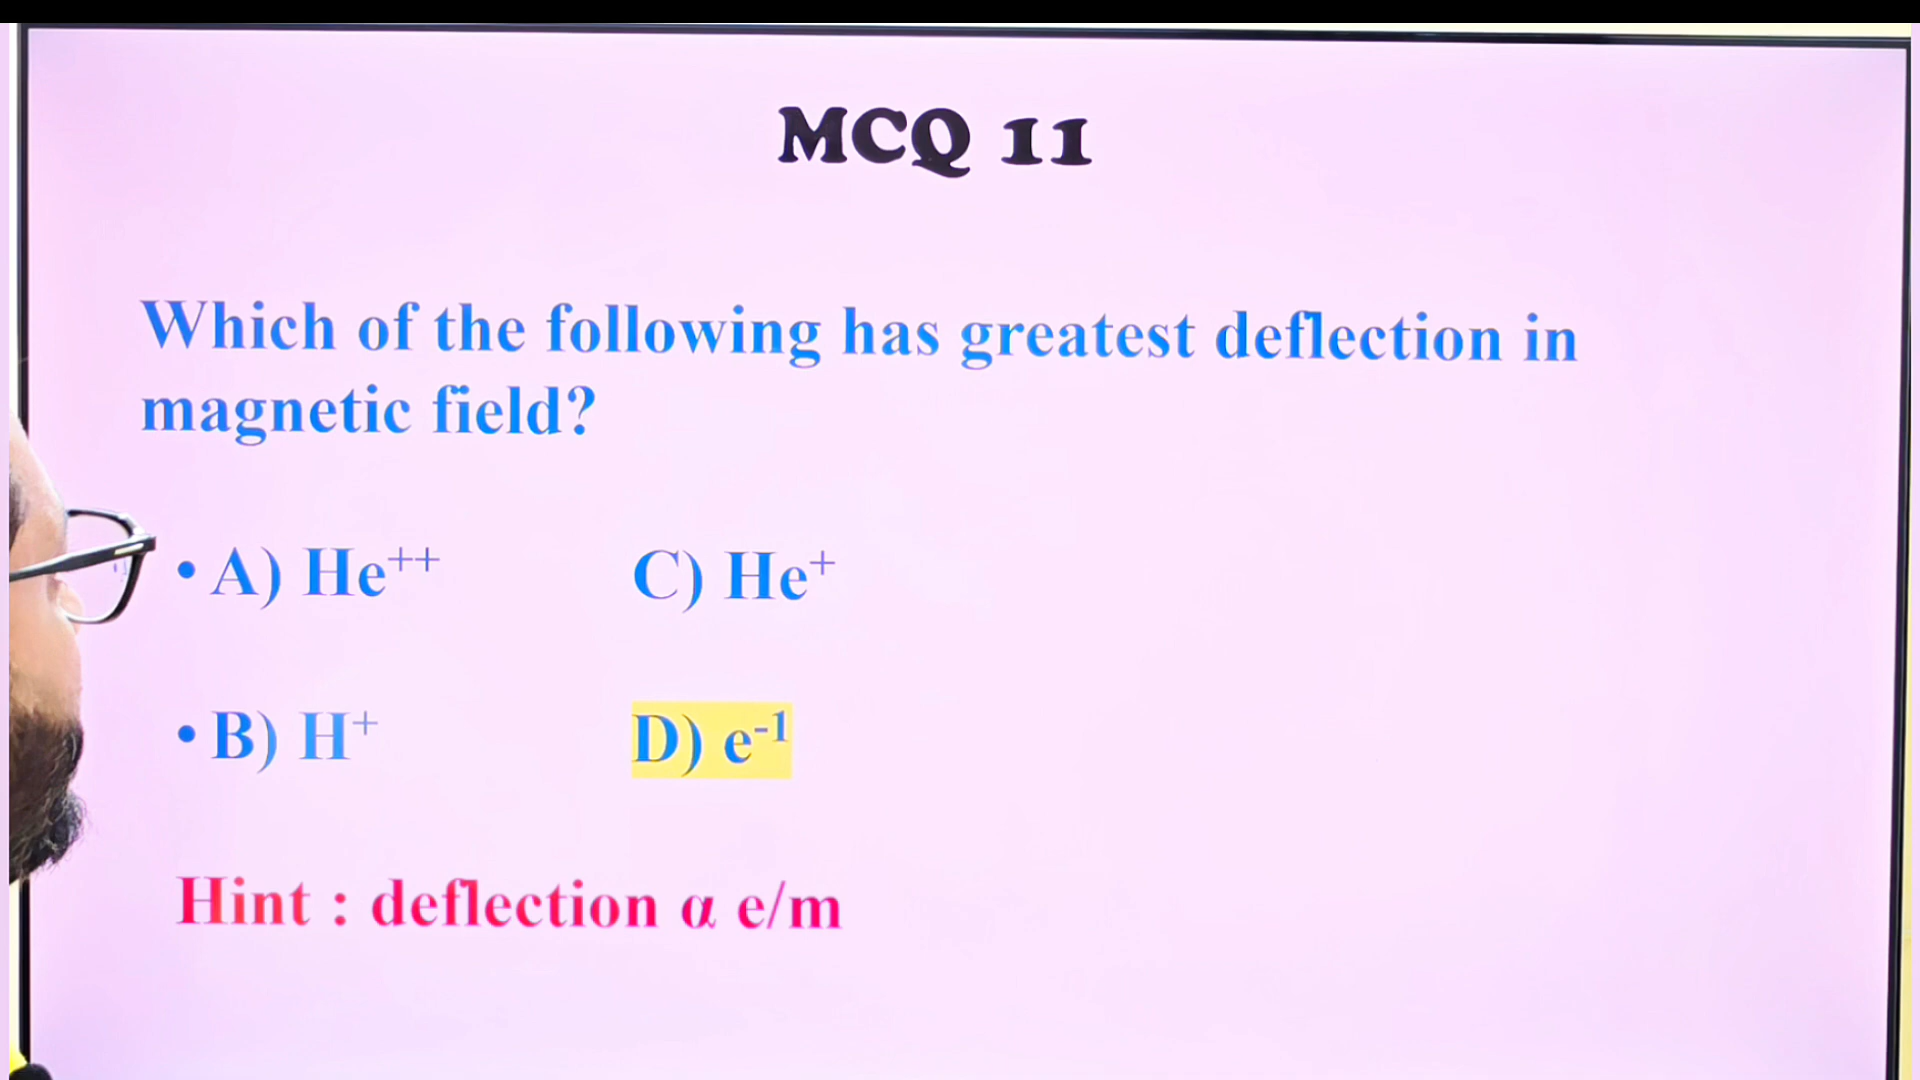 MCQ 11
Which of the following has greatest deflection in
magnetic field?
• A) He⁺⁺ C) He⁺
• B) H⁺ D) e⁻¹
Hint : deflection α e/m